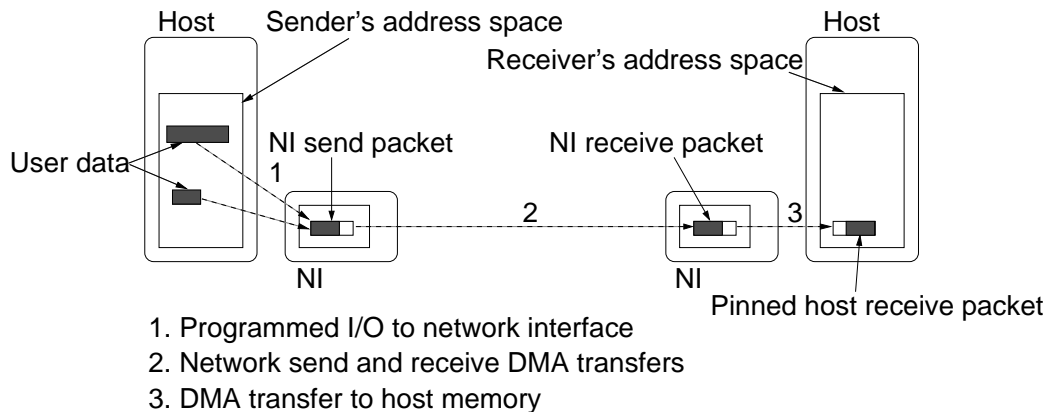 Host
Sender's address space
Host
Receiver's address space
User data
NI send packet
NI receive packet
1
2
3
NI
NI
Pinned host receive packet
1. Programmed I/O to network interface
2. Network send and receive DMA transfers
3. DMA transfer to host memory